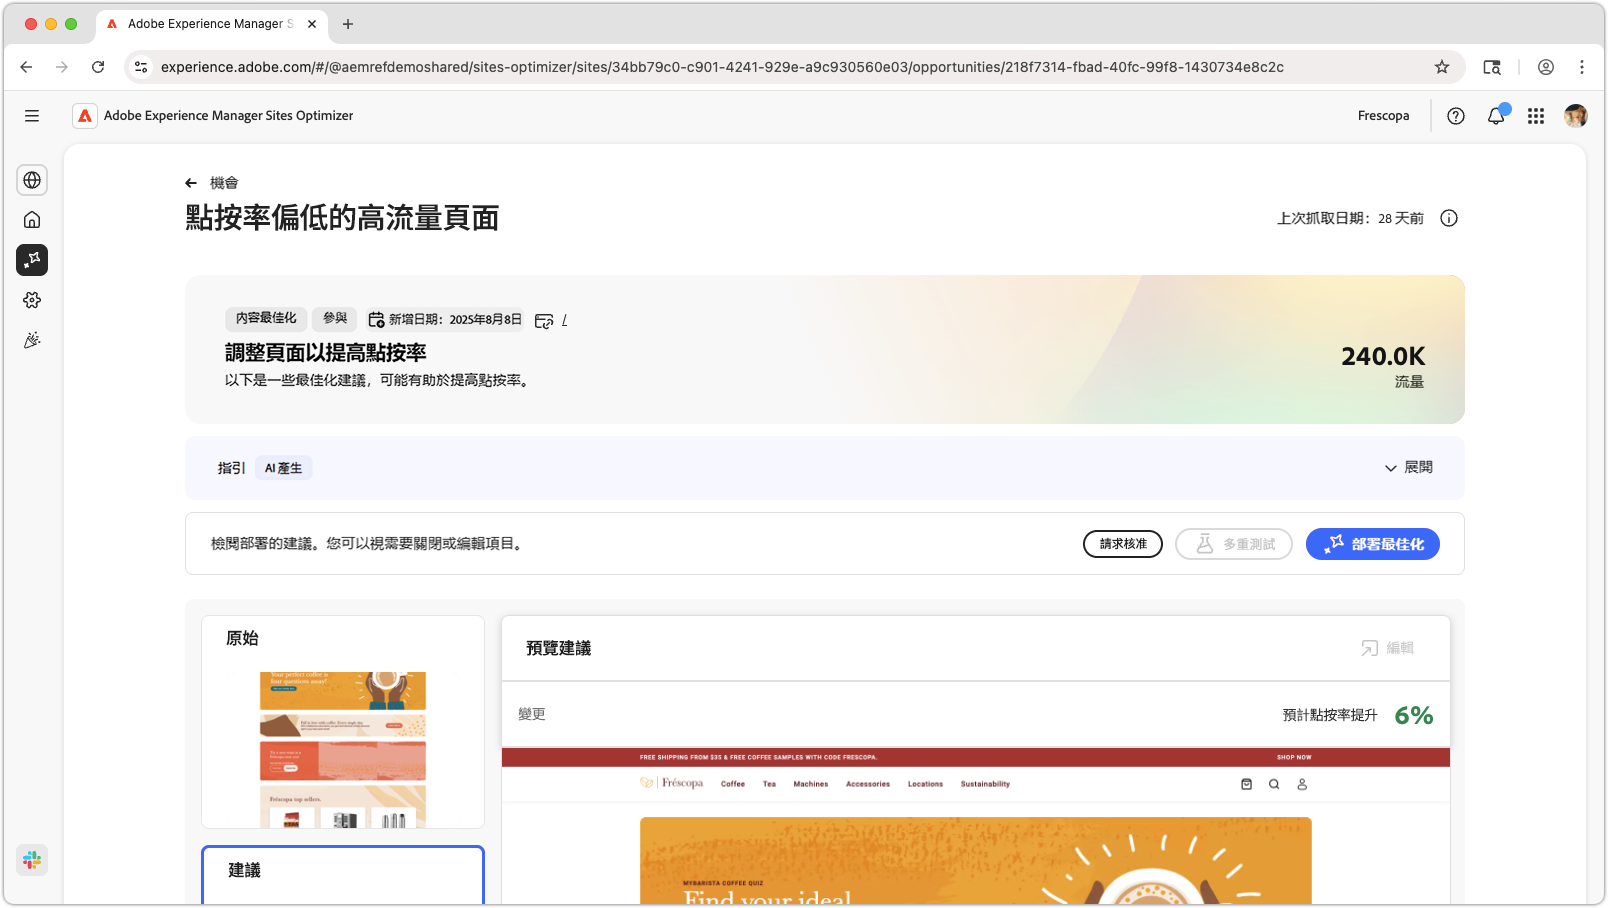 Adobe Experience Manager S
experience.adobe.com/#/@aemrefdemoshared/sites-optimizer/sites/34bb79c0-c901-4241-929e-a9c930560e03/opportunities/218f7314-fbad-40fc-99f8-1430734e8c2c
Adobe Experience Manager Sites Optimizer
Frescopa
機會
點按率偏低的高流量頁面
上次抓取日期：28 天前
內容最佳化
參與
新增日期：2025年8月8日
/
調整頁面以提高點按率
以下是一些最佳化建議，可能有助於提高點按率。
240.0K
流量
指引
AI 產生
展開
檢閱部署的建議。您可以視需要關閉或編輯項目。
請求核准
多重測試
部署最佳化
原始
Your perfect coffee is
four questions away!
Fréscopa top sellers.
建議
預覽建議
編輯
變更
預計點按率提升
6%
FREE SHIPPING FROM $35 & FREE COFFEE SAMPLES WITH CODE FRESCOPA.
SHOP NOW
Fréscopa
Coffee
Tea
Machines
Accessories
Locations
Sustainability
MYBARISTA COFFEE QUIZ
Find your ideal